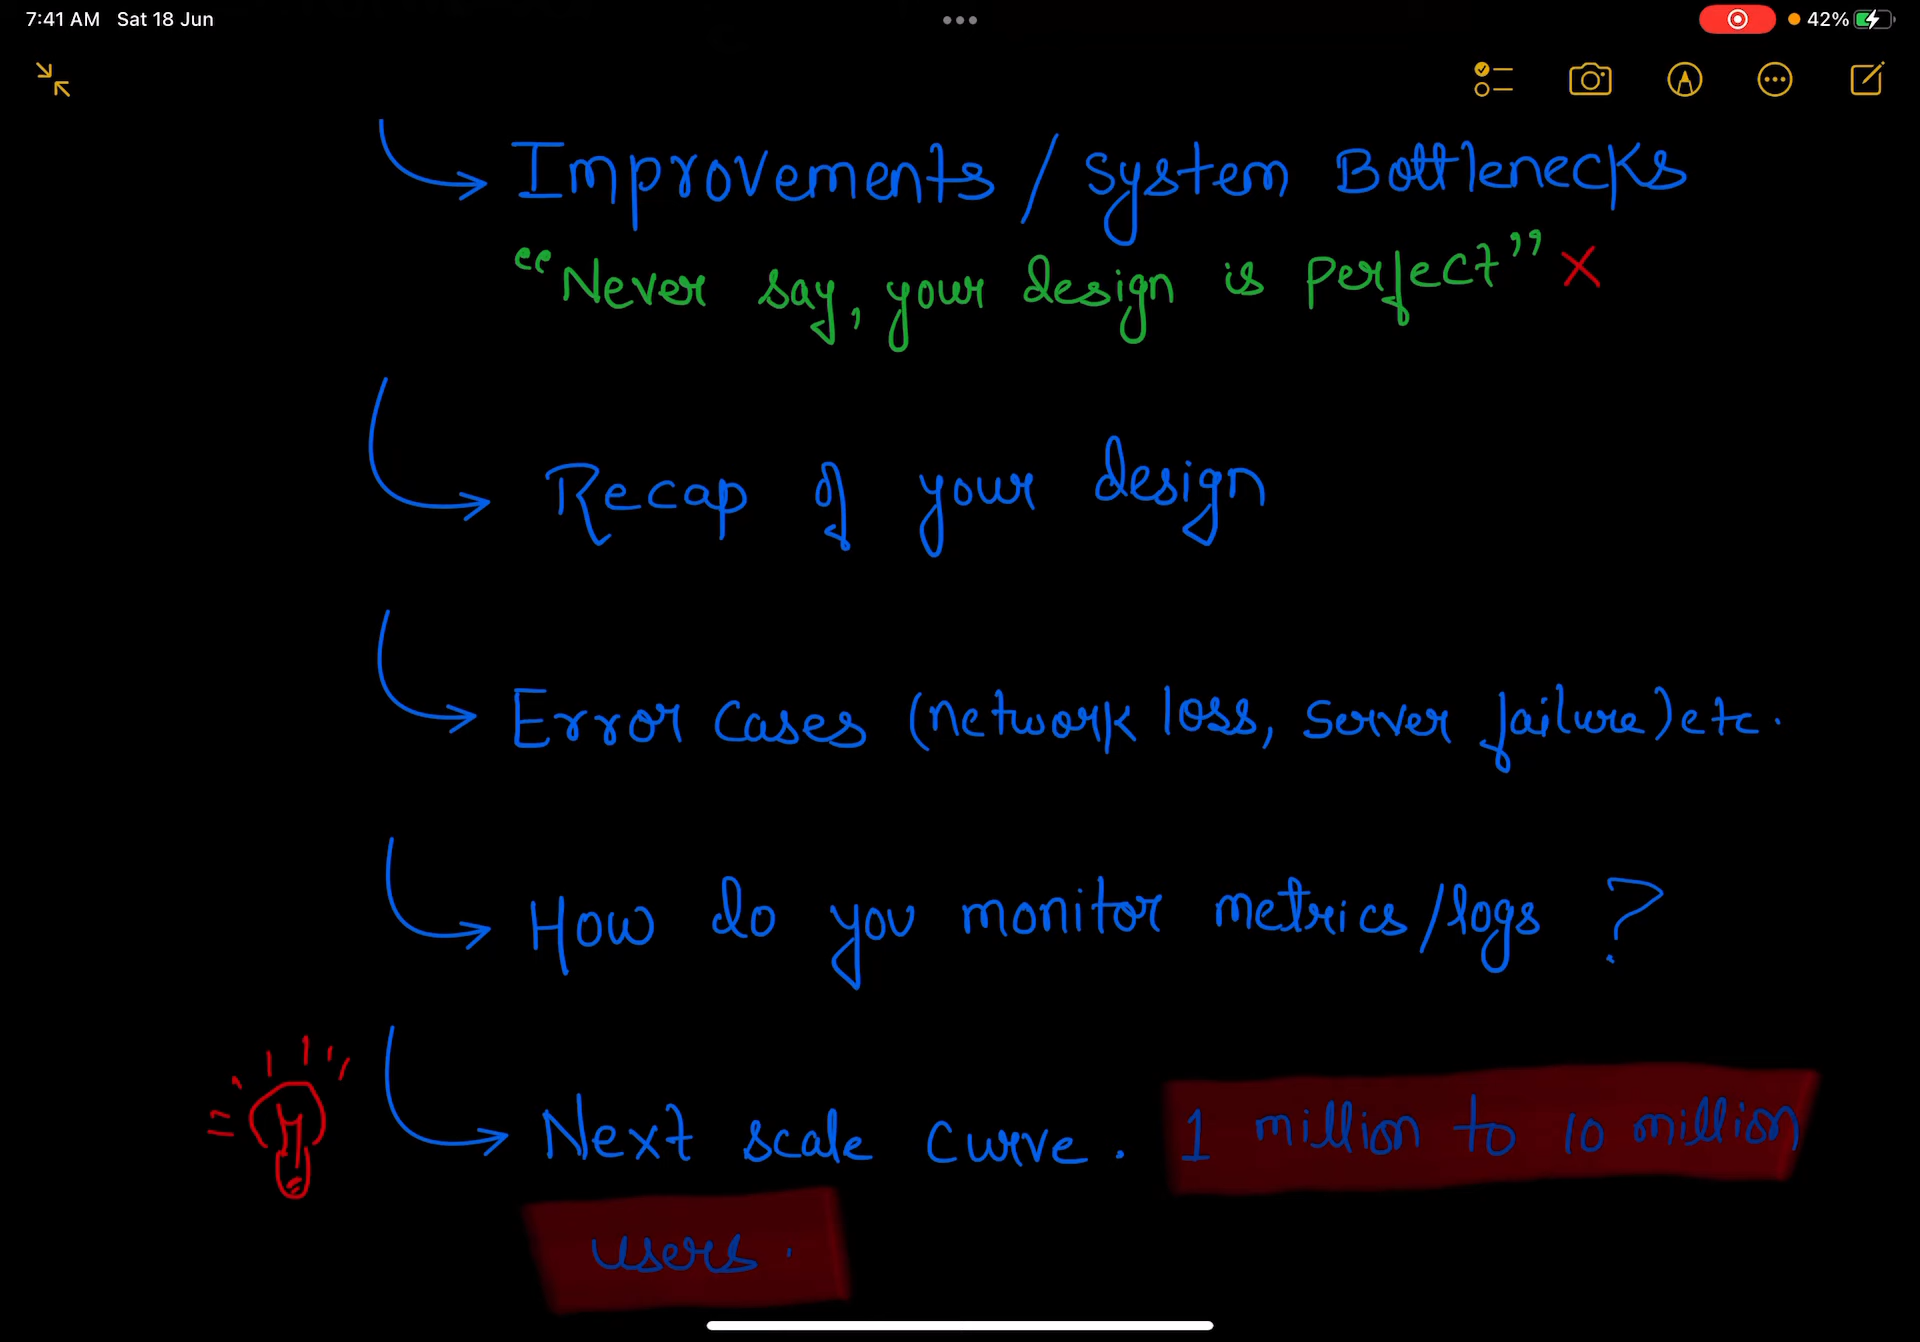 7:41 AM Sat 18 Jun
42%
Improvements / System Bottlenecks
"Never say, your design is perfect" X
Recap of your design
Error cases (network loss, server failure) etc.
How do you monitor metrics/logs ?
Next scale curve. 1 million to 10 million
users.